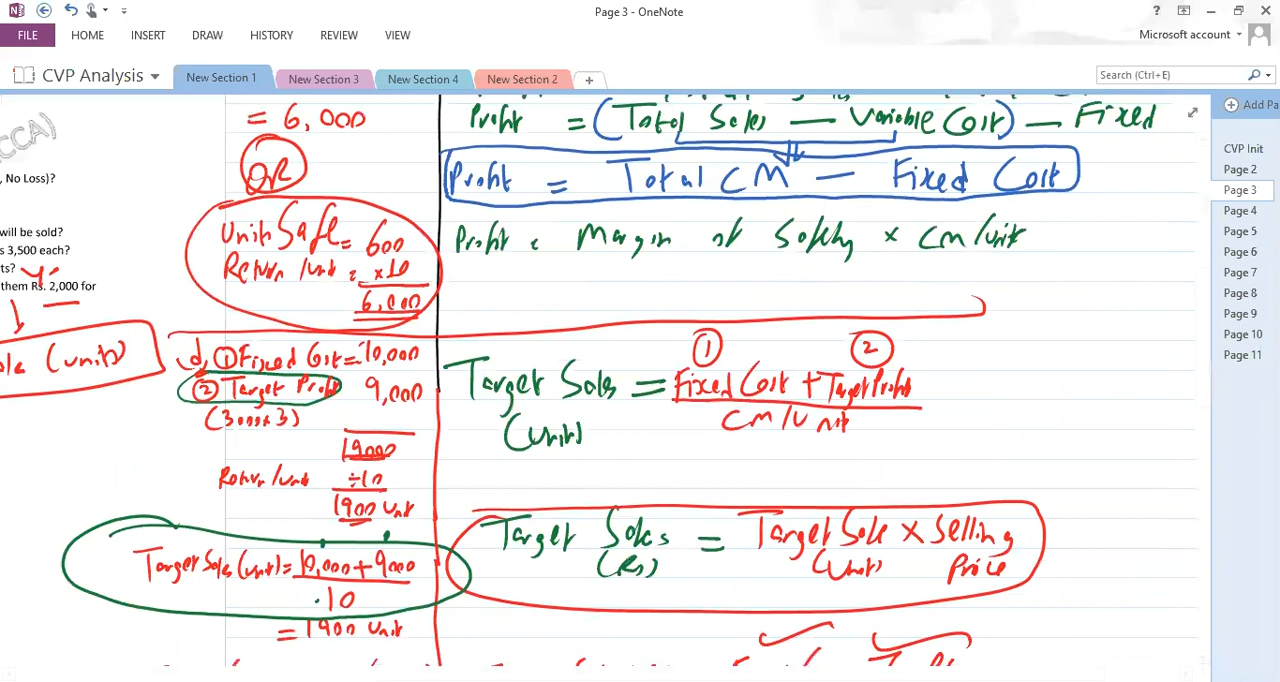 Page 3 - OneNote
FILE HOME INSERT DRAW HISTORY REVIEW VIEW
Microsoft account
CVP Analysis
New Section 1
New Section 3
New Section 4
New Section 2
Search (Ctrl+E)
Add Pa
CVP Init
Page 2
Page 3
Page 4
Page 5
Page 6
Page 7
Page 8
Page 9
Page 10
Page 11
CCA)
, No Loss)?
will be sold?
s 3,500 each?
ts?
them Rs. 2,000 for
le (units)
= 6,000
OR
Unit Safe = 600
Return/unit = ×10
6,000
d, ① Fixed Cost = 10,000
② Target Profit 9,000
(3000×3)
19000
Return/unit ÷10
1900 unit
Target Sales (unit) = 10,000 + 9000
10
= 1900 unit
Profit = (Total Sales — Variable Cost) — Fixed
Profit = Total CM — Fixed Cost
Profit = Margin of Safety × CM/unit
① ②
Target Sales = Fixed Cost + Target Profit
(Unit) CM/Unit
Target Sales = Target Sale × Selling
(Rs) (Unit) Price